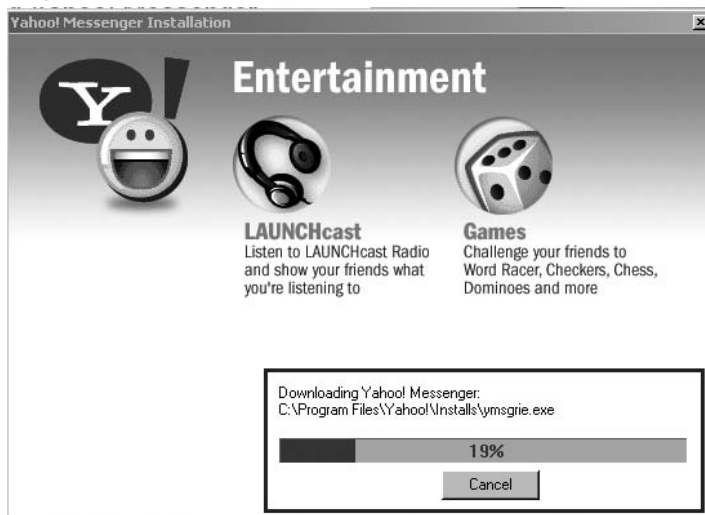 Yahoo! Messenger Installation
Y!
Entertainment
LAUNCHcast
Listen to LAUNCHcast Radio
and show your friends what
you're listening to
Games
Challenge your friends to
Word Racer, Checkers, Chess,
Dominoes and more
Downloading Yahoo! Messenger:
C:\Program Files\Yahoo!\Installs\ymsgrie.exe
19%
Cancel